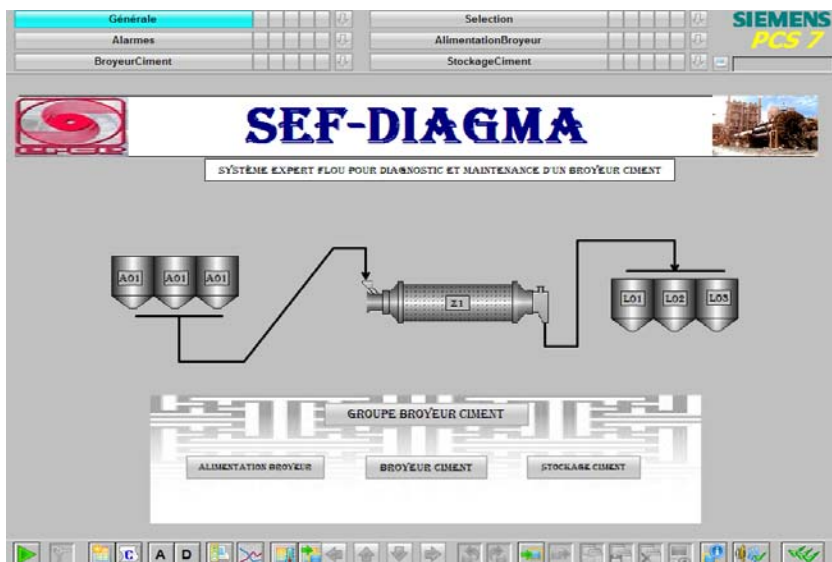 Générale
Selection
SIEMENS
Alarmes
AlimentationBroyeur
PCS 7
BroyeurCiment
StockageCiment
SEF-DIAGMA
SYSTÈME EXPERT FLOU POUR DIAGNOSTIC ET MAINTENANCE D'UN BROYEUR CIMENT
A01 A01 A01
Z1
L01 L02 L03
GROUPE BROYEUR CIMENT
ALIMENTATION BROYEUR
BROYEUR CIMENT
STOCKAGE CIMENT
C A D